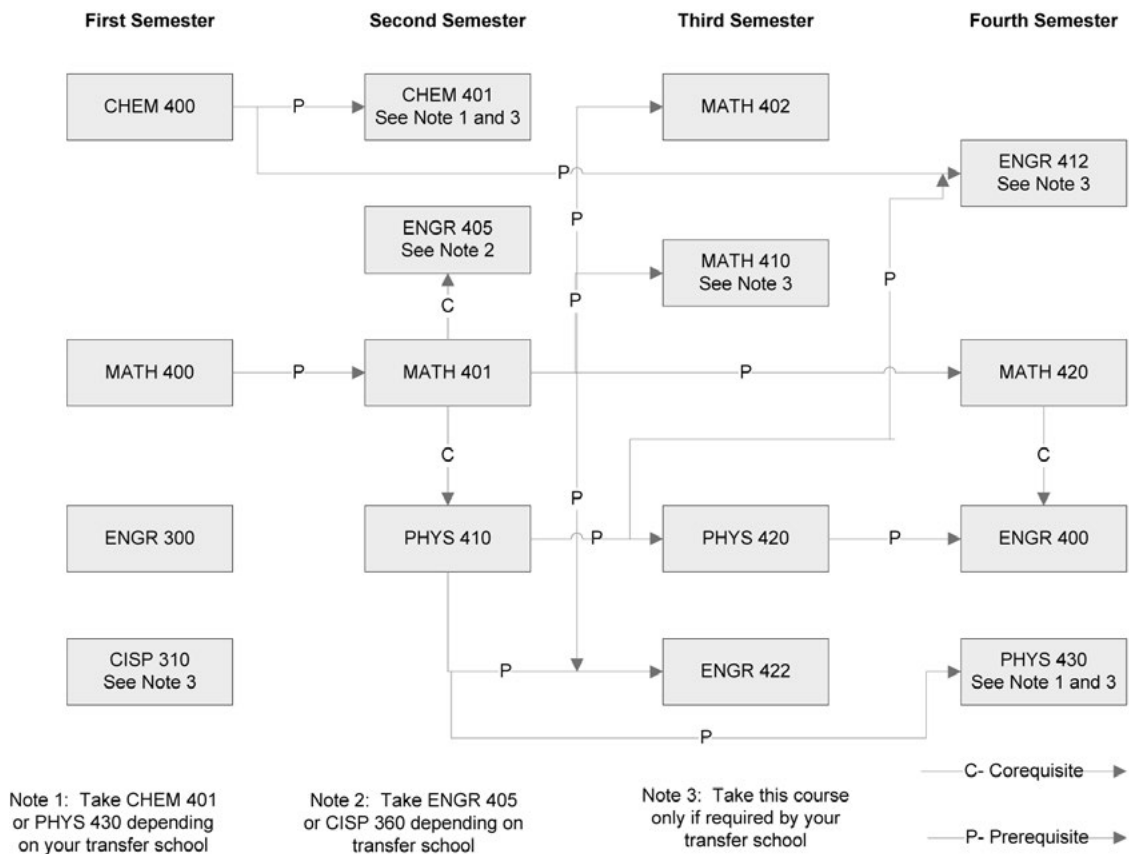 First Semester
Second Semester
Third Semester
Fourth Semester
CHEM 400
P
CHEM 401
See Note 1 and 3
MATH 402
P
ENGR 412
See Note 3
ENGR 405
See Note 2
P
MATH 410
See Note 3
P
P
C
MATH 400
P
MATH 401
P
MATH 420
C
C
P
ENGR 300
PHYS 410
P
PHYS 420
P
ENGR 400
CISP 310
See Note 3
P
ENGR 422
PHYS 430
See Note 1 and 3
P
C- Corequisite
P- Prerequisite
Note 1: Take CHEM 401
or PHYS 430 depending
on your transfer school
Note 2: Take ENGR 405
or CISP 360 depending on
transfer school
Note 3: Take this course
only if required by your
transfer school